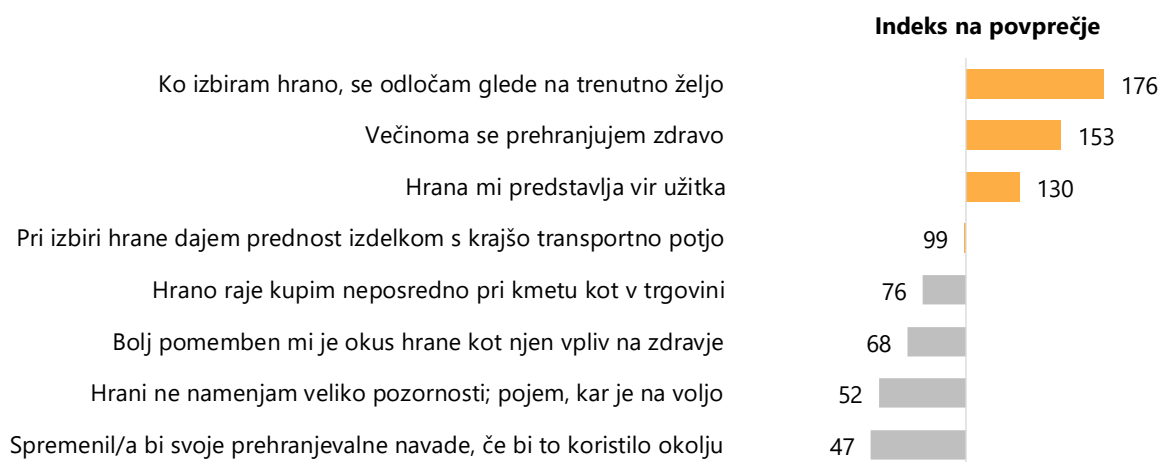 Indeks na povprečje
Ko izbiram hrano, se odločam glede na trenutno željo 176
Večinoma se prehranjujem zdravo 153
Hrana mi predstavlja vir užitka 130
Pri izbiri hrane dajem prednost izdelkom s krajšo transportno potjo 99
Hrano raje kupim neposredno pri kmetu kot v trgovini 76
Bolj pomemben mi je okus hrane kot njen vpliv na zdravje 68
Hrani ne namenjam veliko pozornosti; pojem, kar je na voljo 52
Spremenil/a bi svoje prehranjevalne navade, če bi to koristilo okolju 47